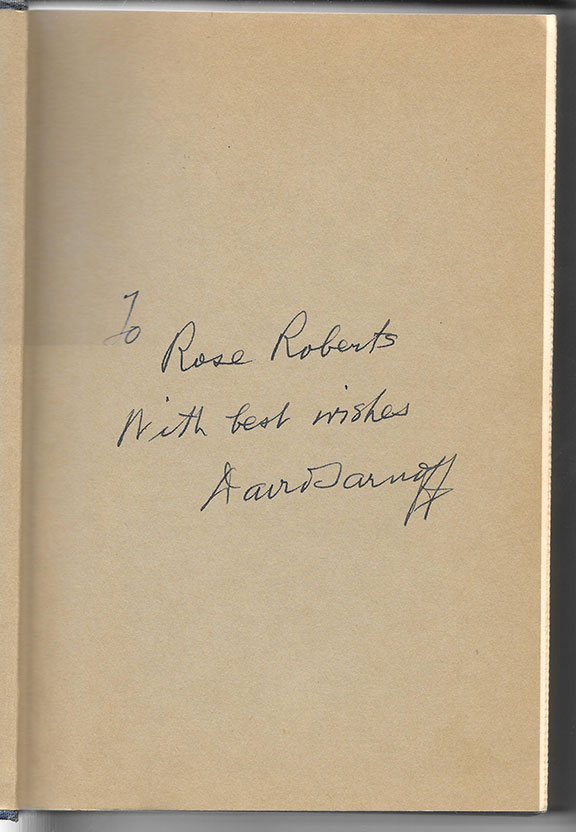 To Rose Roberts
With best wishes
David Sarnoff